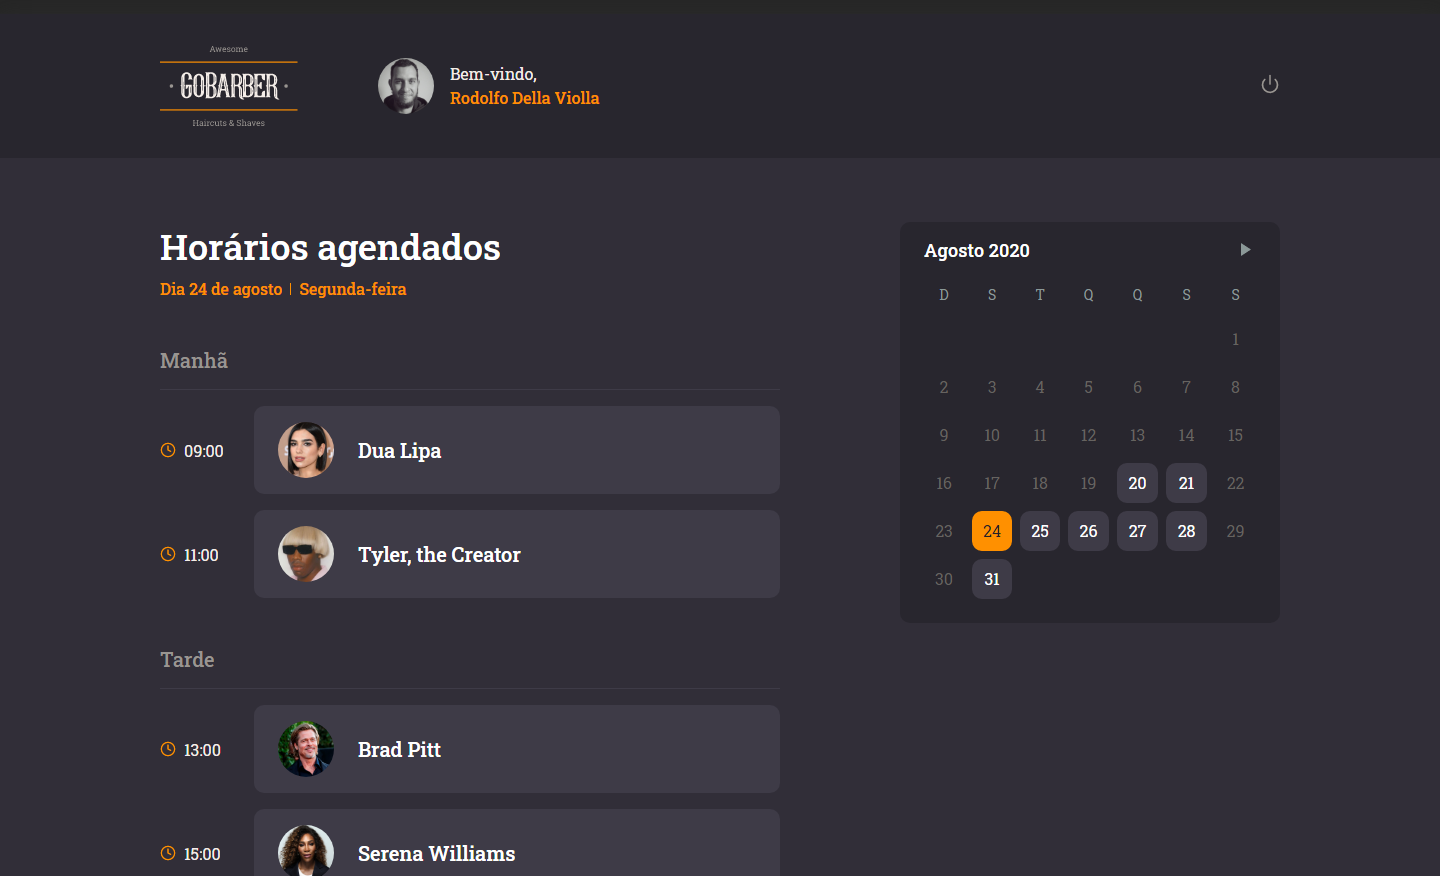 Awesome
· GOBARBER ·
Haircuts & Shaves
Bem-vindo,
Rodolfo Della Violla
Horários agendados
Dia 24 de agosto | Segunda-feira
Manhã
09:00 Dua Lipa
11:00 Tyler, the Creator
Tarde
13:00 Brad Pitt
15:00 Serena Williams
Agosto 2020
D S T Q Q S S
1
2 3 4 5 6 7 8
9 10 11 12 13 14 15
16 17 18 19 20 21 22
23 24 25 26 27 28 29
30 31